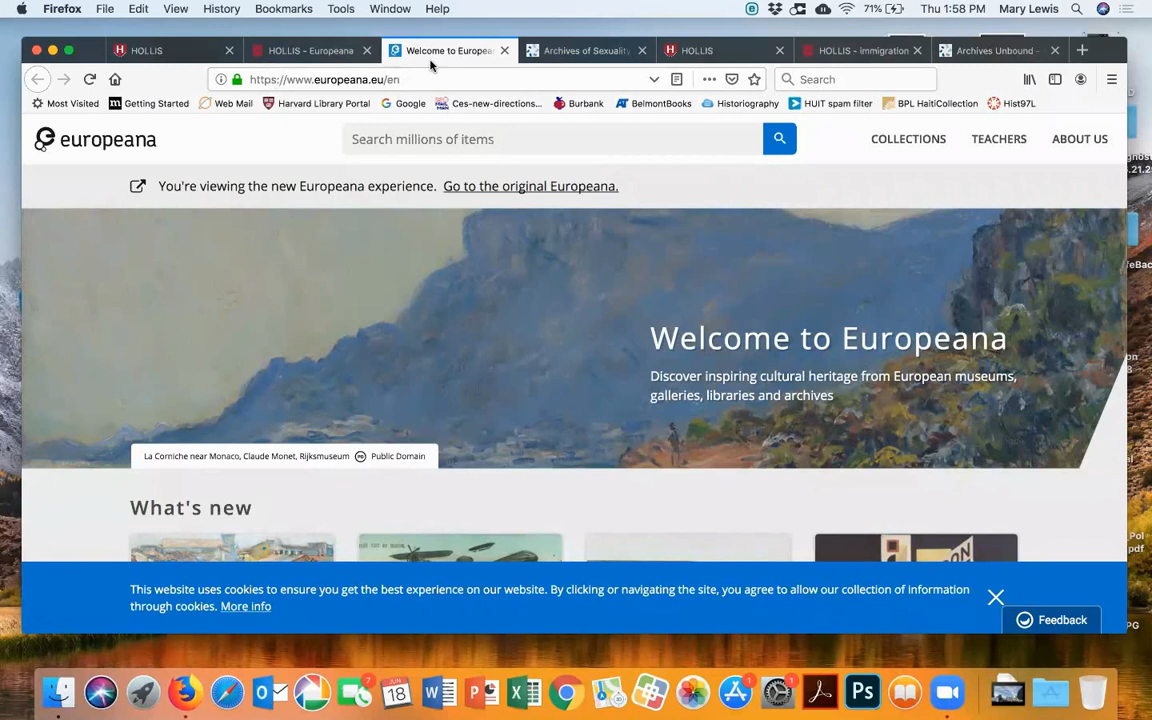 Firefox File Edit View History Bookmarks Tools Window Help 71% Thu 1:58 PM Mary Lewis
HOLLIS HOLLIS - Europeana Welcome to Europea Archives of Sexuality HOLLIS HOLLIS - immigration Archives Unbound -
https://www.europeana.eu/en Search
Most Visited Getting Started Web Mail Harvard Library Portal Google Ces-new-directions... Burbank BelmontBooks Historiography HUIT spam filter BPL HaitiCollection Hist97L
europeana Search millions of items COLLECTIONS TEACHERS ABOUT US
You're viewing the new Europeana experience. Go to the original Europeana.
Welcome to Europeana
Discover inspiring cultural heritage from European museums,
galleries, libraries and archives
La Corniche near Monaco, Claude Monet, Rijksmuseum Public Domain
What's new
This website uses cookies to ensure you get the best experience on our website. By clicking or navigating the site, you agree to allow our collection of information
through cookies. More info
Feedback
7
JUN
18
1
1